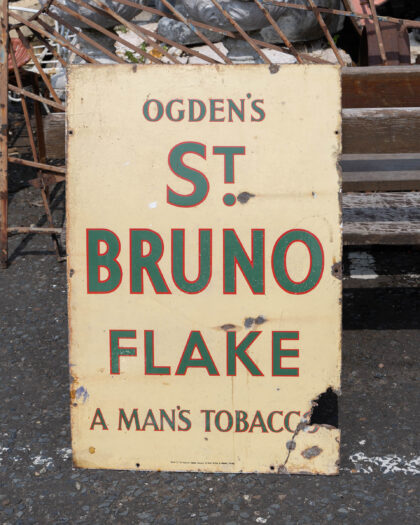 OGDEN'S
ST.
BRUNO
FLAKE
A MAN'S TOBACCO